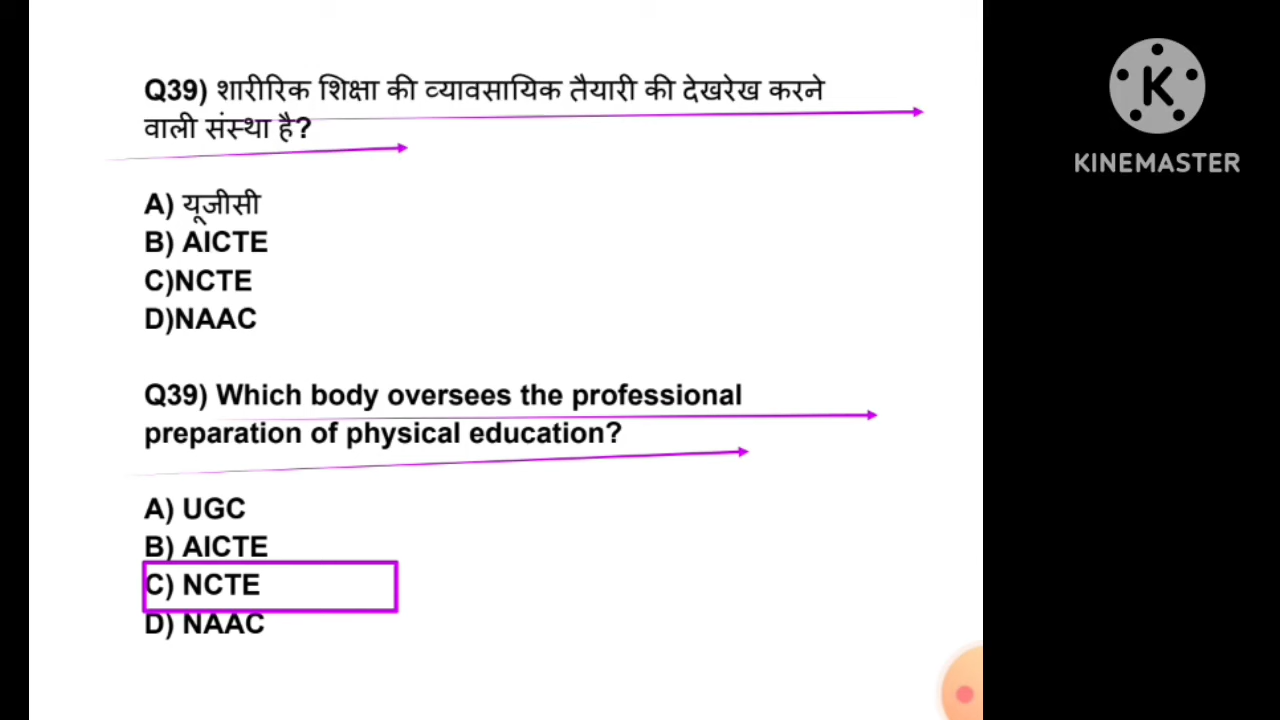 Q39) शारीरिक शिक्षा की व्यावसायिक तैयारी की देखरेख करने
वाली संस्था है?
A) यूजीसी
B) AICTE
C)NCTE
D)NAAC
Q39) Which body oversees the professional
preparation of physical education?
A) UGC
B) AICTE
C) NCTE
D) NAAC
K
KINEMASTER